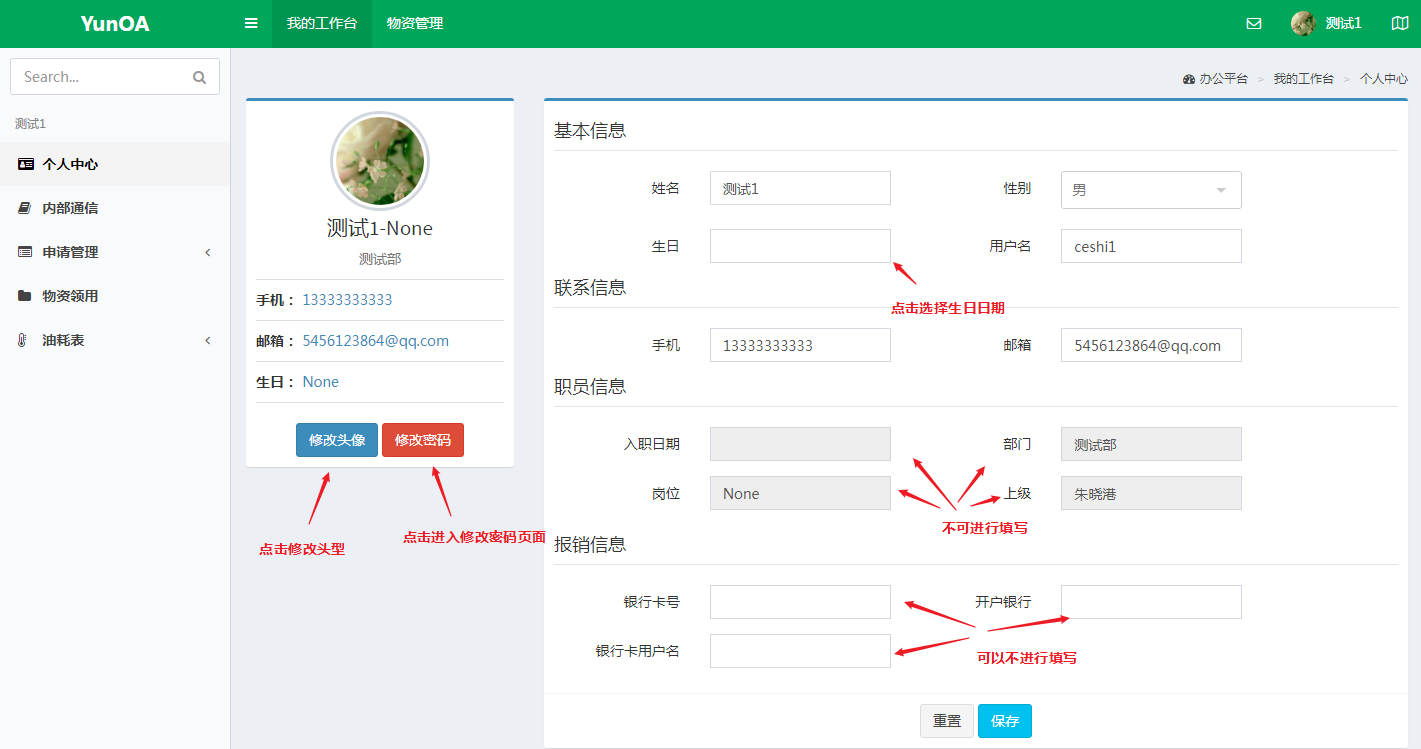 YunOA
我的工作台
物资管理
测试1
Search...
办公平台 > 我的工作台 > 个人中心
测试1
个人中心
内部通信
申请管理
物资领用
油耗表
测试1-None
测试部
手机： 13333333333
邮箱： 5456123864@qq.com
生日： None
修改头像
修改密码
点击修改头型
点击进入修改密码页面
基本信息
姓名 测试1 性别 男
生日 用户名 ceshi1
点击选择生日日期
联系信息
手机 13333333333 邮箱 5456123864@qq.com
职员信息
入职日期 部门 测试部
岗位 None 上级 朱晓港
不可进行填写
报销信息
银行卡号 开户银行
银行卡用户名
可以不进行填写
重置 保存